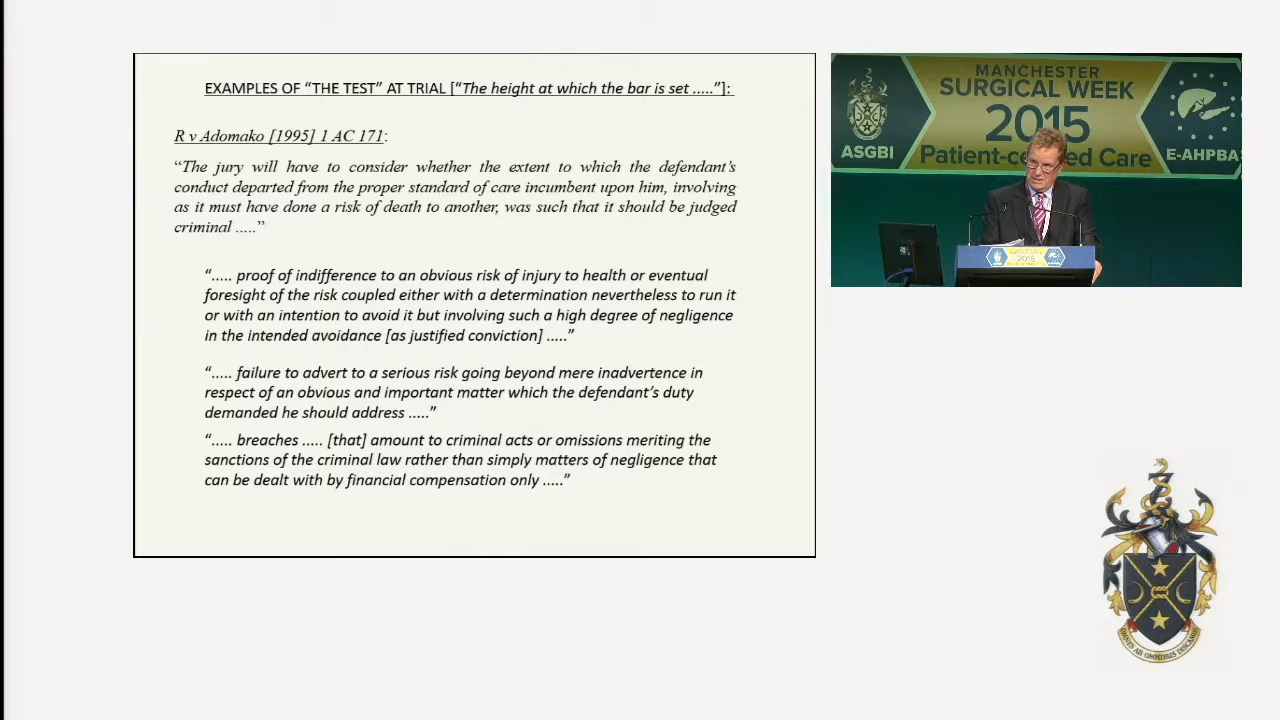 EXAMPLES OF “THE TEST” AT TRIAL [“The height at which the bar is set .....”]:
R v Adomako [1995] 1 AC 171:
“The jury will have to consider whether the extent to which the defendant’s
conduct departed from the proper standard of care incumbent upon him, involving
as it must have done a risk of death to another, was such that it should be judged
criminal .....”
“..... proof of indifference to an obvious risk of injury to health or eventual
foresight of the risk coupled either with a determination nevertheless to run it
or with an intention to avoid it but involving such a high degree of negligence
in the intended avoidance [as justified conviction] .....”
“..... failure to advert to a serious risk going beyond mere inadvertence in
respect of an obvious and important matter which the defendant’s duty
demanded he should address .....”
“..... breaches ..... [that] amount to criminal acts or omissions meriting the
sanctions of the criminal law rather than simply matters of negligence that
can be dealt with by financial compensation only .....”
MANCHESTER
SURGICAL WEEK
2015
Patient-ce
ed Care
ASGBI
E-AHPBA
2015
OMNES AB OMNIBUS DISCAMUS